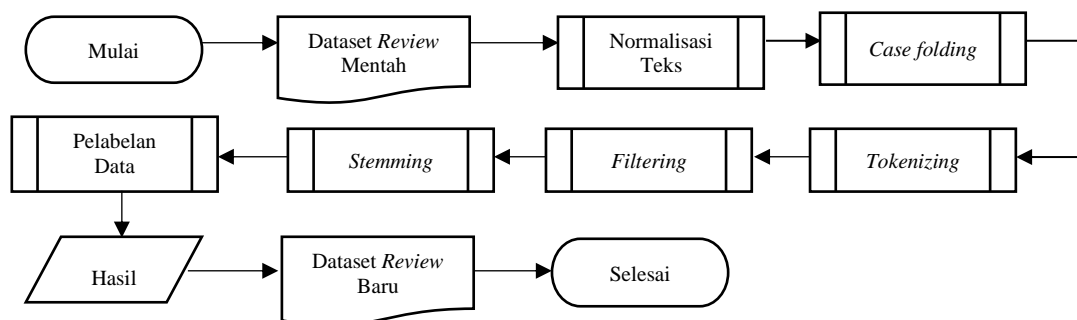 Mulai
Dataset Review
Mentah
Normalisasi
Teks
Case folding
Tokenizing
Filtering
Stemming
Pelabelan
Data
Hasil
Dataset Review
Baru
Selesai